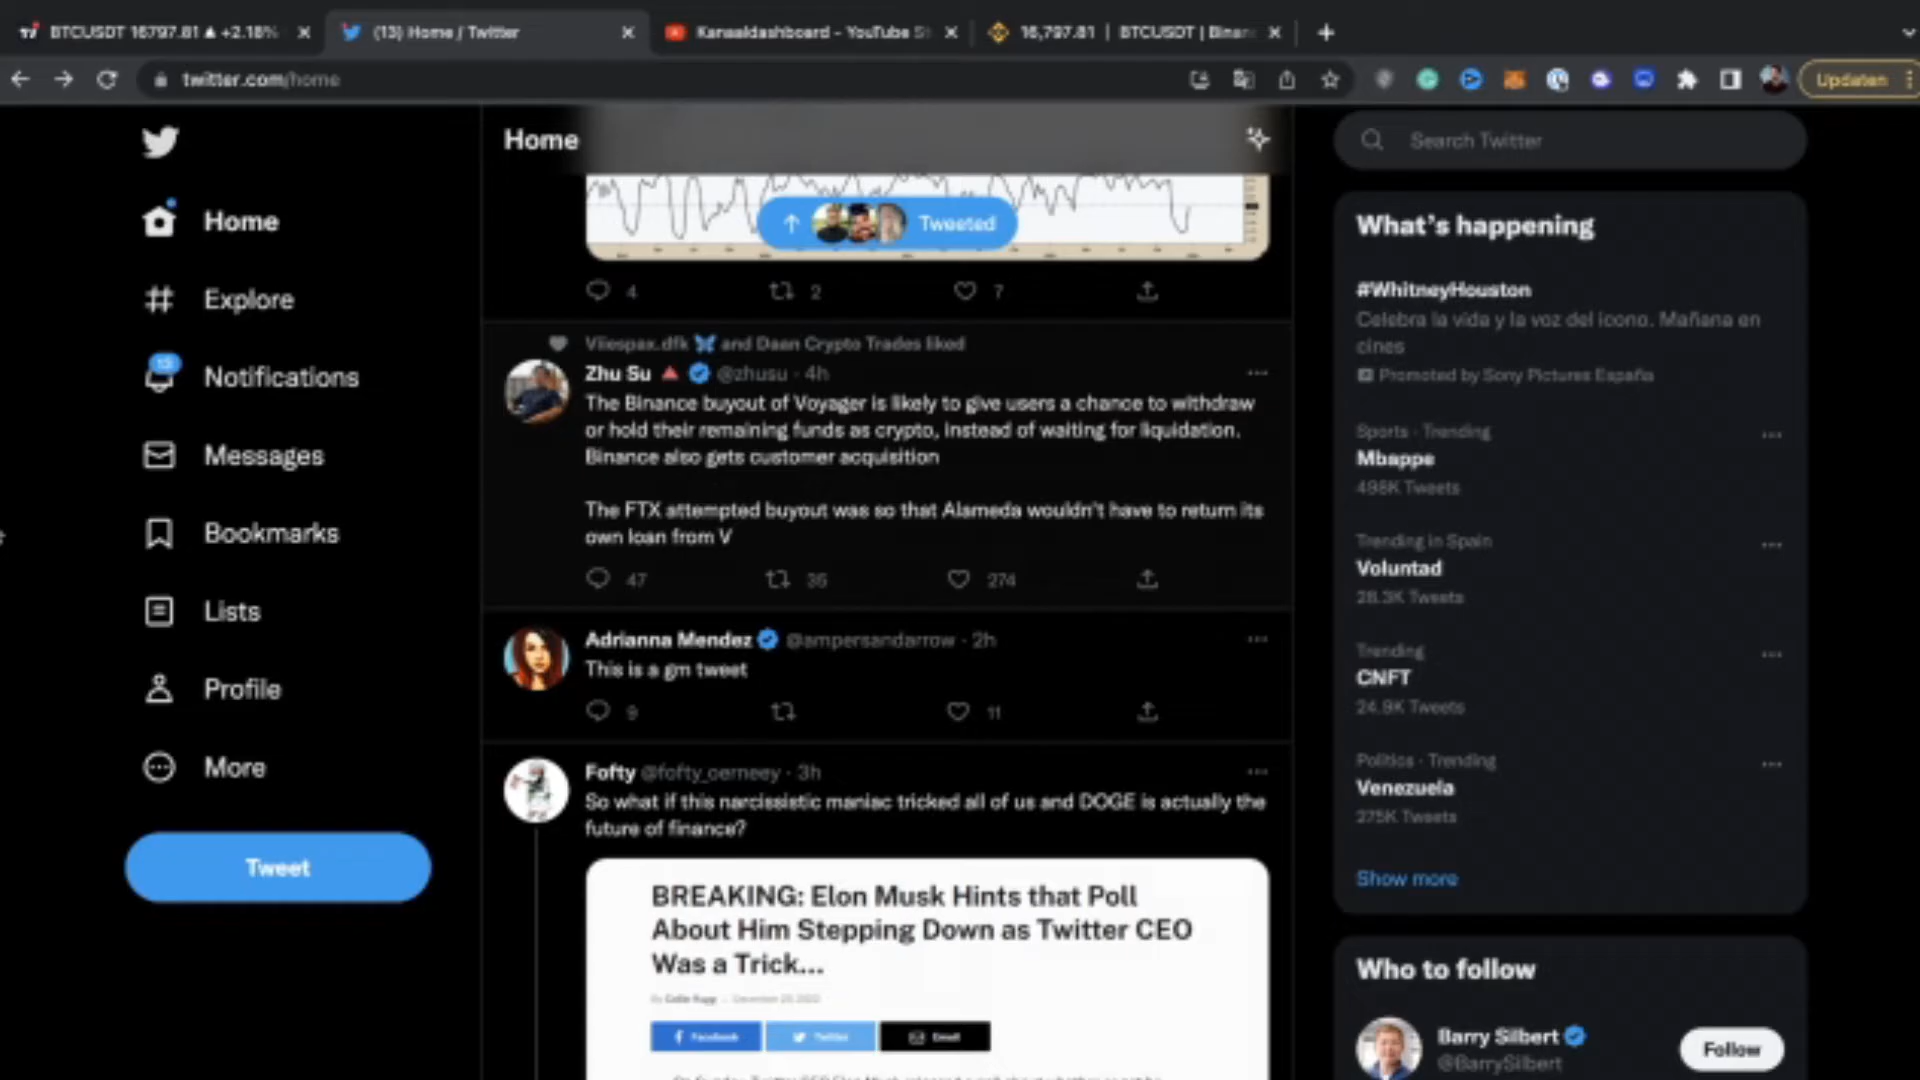 BTCUSDT 16797.81 ▲ +2.18%
(13) Home / Twitter
Kanaaldashboard - YouTube St
16,797.81 | BTCUSDT | Binan
twitter.com/home
Updaten
Home
Explore
Notifications
Messages
Bookmarks
Lists
Profile
More
Tweet
Home
Tweeted
4 2 7
and Daan Crypto Trades liked
Zhu Su @zhusu · 4h
The Binance buyout of Voyager is likely to give users a chance to withdraw
or hold their remaining funds as crypto, instead of waiting for liquidation.
Binance also gets customer acquisition
The FTX attempted buyout was so that Alameda wouldn't have to return its
own loan from V
47 36 274
Adrianna Mendez @ampersandarrow · 2h
This is a gm tweet
9 11
Fofty @fofty_cerneey · 3h
So what if this narcissistic maniac tricked all of us and DOGE is actually the
future of finance?
BREAKING: Elon Musk Hints that Poll
About Him Stepping Down as Twitter CEO
Was a Trick...
Facebook
Twitter
Email
Search Twitter
What's happening
#WhitneyHouston
Celebra la vida y la voz del icono. Mañana en
cines
Promoted by Sony Pictures España
Sports · Trending
Mbappe
498K Tweets
Trending in Spain
Voluntad
28.3K Tweets
Trending
CNFT
24.9K Tweets
Politics · Trending
Venezuela
275K Tweets
Show more
Who to follow
Barry Silbert
@BarrySilbert
Follow